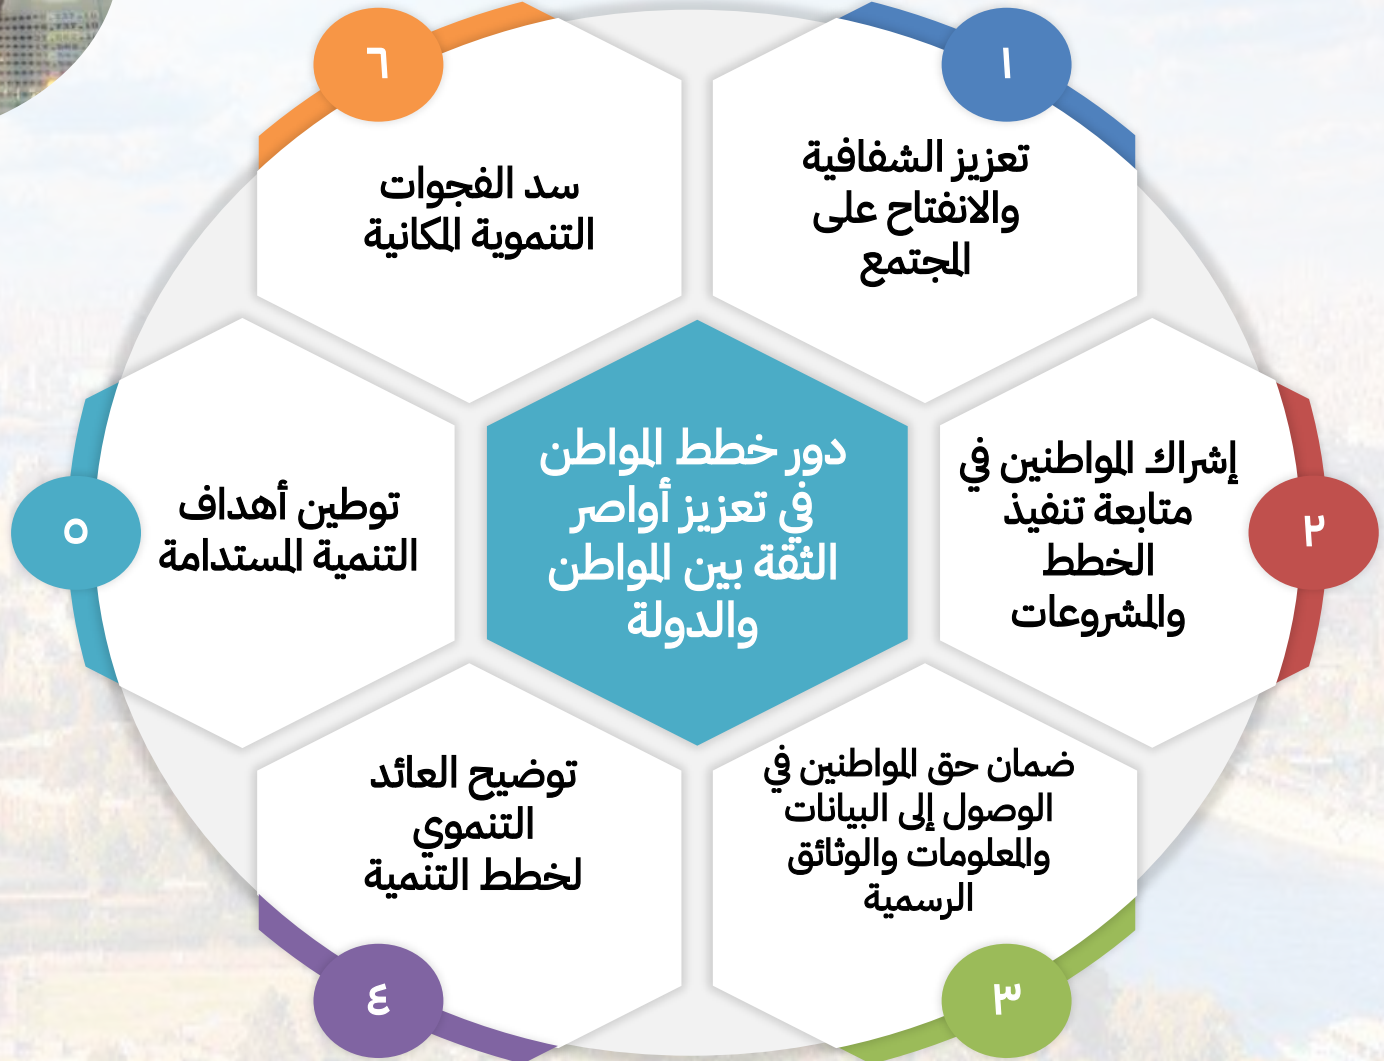 دور خطط المواطن
في تعزيز أواصر
الثقة بين المواطن
والدولة
١
تعزيز الشفافية
والانفتاح على
المجتمع
٢
إشراك المواطنين في
متابعة تنفيذ
الخطط
والمشروعات
٣
ضمان حق المواطنين في
الوصول إلى البيانات
والمعلومات والوثائق
الرسمية
٤
توضيح العائد
التنموي
لخطط التنمية
٥
توطين أهداف
التنمية المستدامة
٦
سد الفجوات
التنموية المكانية